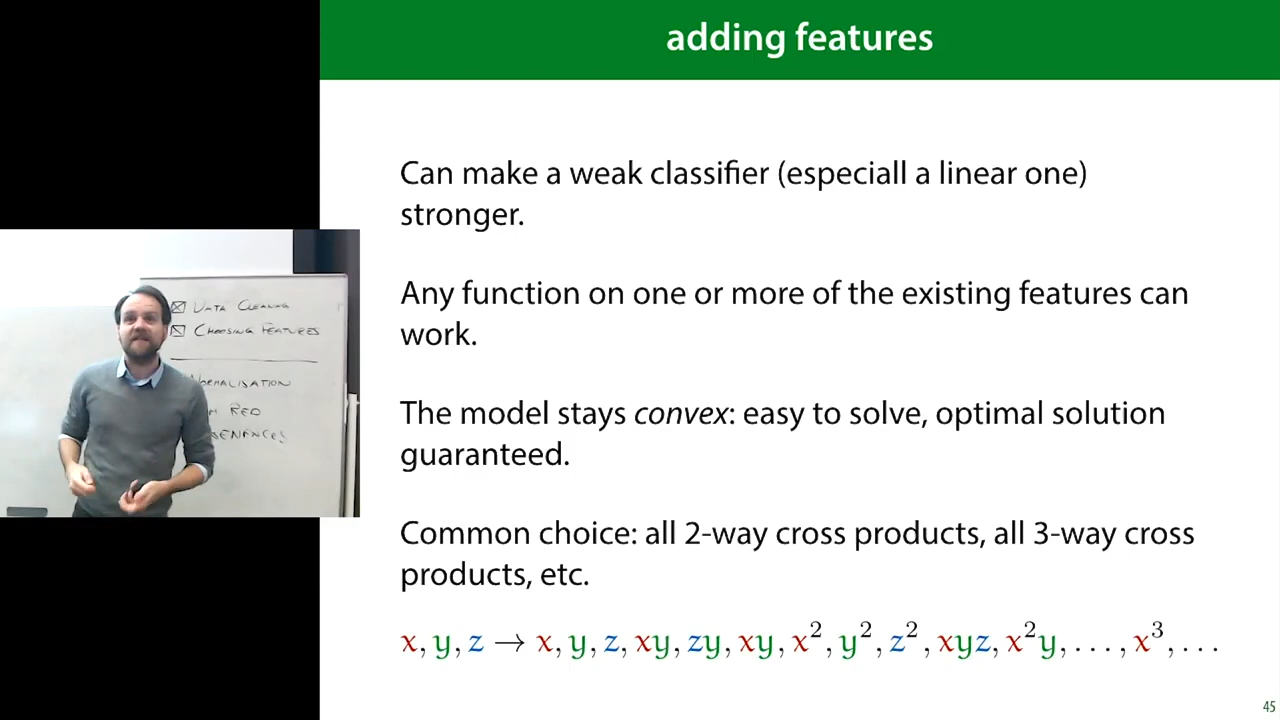 adding features
Can make a weak classifier (especiall a linear one)
stronger.
Any function on one or more of the existing features can
work.
The model stays convex: easy to solve, optimal solution
guaranteed.
Common choice: all 2-way cross products, all 3-way cross
products, etc.
x, y, z → x, y, z, xy, zy, xy, x², y², z², xyz, x²y, . . . , x³, . . .
45
DATA CLEANING
CHOOSING FEATURES
NORMALISATION
RED